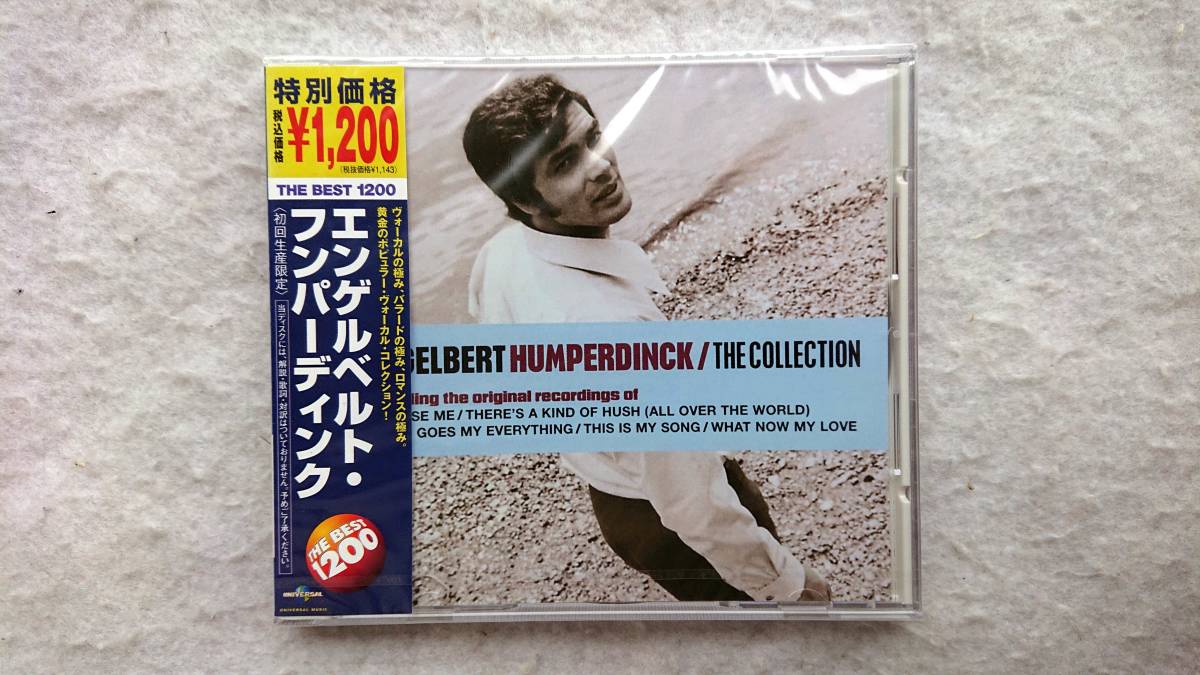 特別価格
税込価格
¥1,200
(税抜価格¥1,143)
THE BEST 1200
ヴォーカルの極み、バラードの極み、ロマンスの極み。
黄金のポピュラー・ヴォーカル・コレクション!
エンゲルベルト・
フンパーディンク
〈初回生産限定〉
当ディスクには、解説・歌詞・対訳はついておりません。予めご了承ください。
THE BEST
1200
UNIVERSAL
UNIVERSAL MUSIC
GELBERT HUMPERDINCK / THE COLLECTION
ding the original recordings of
SE ME / THERE'S A KIND OF HUSH (ALL OVER THE WORLD)
GOES MY EVERYTHING / THIS IS MY SONG / WHAT NOW MY LOVE